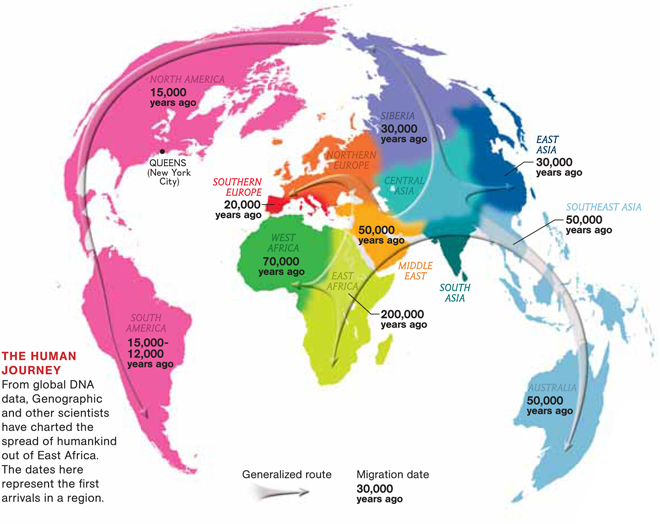 NORTH AMERICA
15,000
years ago
QUEENS
(New York
City)
SIBERIA
30,000
years ago
EAST
ASIA
30,000
years ago
NORTHERN
EUROPE
SOUTHERN
EUROPE
20,000
years ago
CENTRAL
ASIA
SOUTHEAST ASIA
50,000
years ago
WEST
AFRICA
70,000
years ago
50,000
years ago
MIDDLE
EAST
EAST
AFRICA
200,000
years ago
SOUTH
ASIA
SOUTH
AMERICA
15,000-
12,000
years ago
AUSTRALIA
50,000
years ago
THE HUMAN
JOURNEY
From global DNA
data, Genographic
and other scientists
have charted the
spread of humankind
out of East Africa.
The dates here
represent the first
arrivals in a region.
Generalized route
Migration date
30,000
years ago